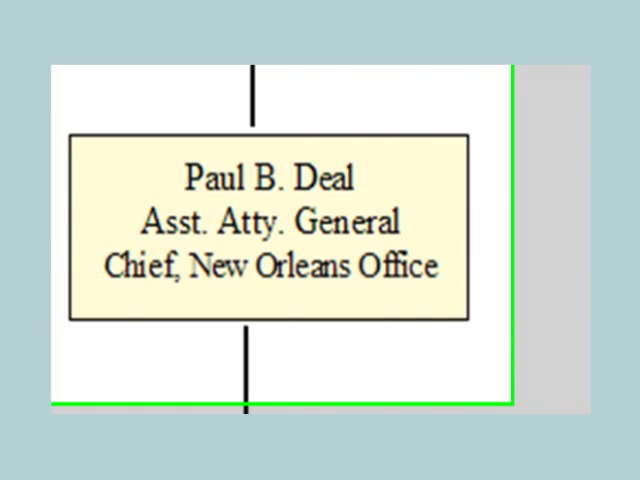 Paul B. Deal
Asst. Atty. General
Chief, New Orleans Office